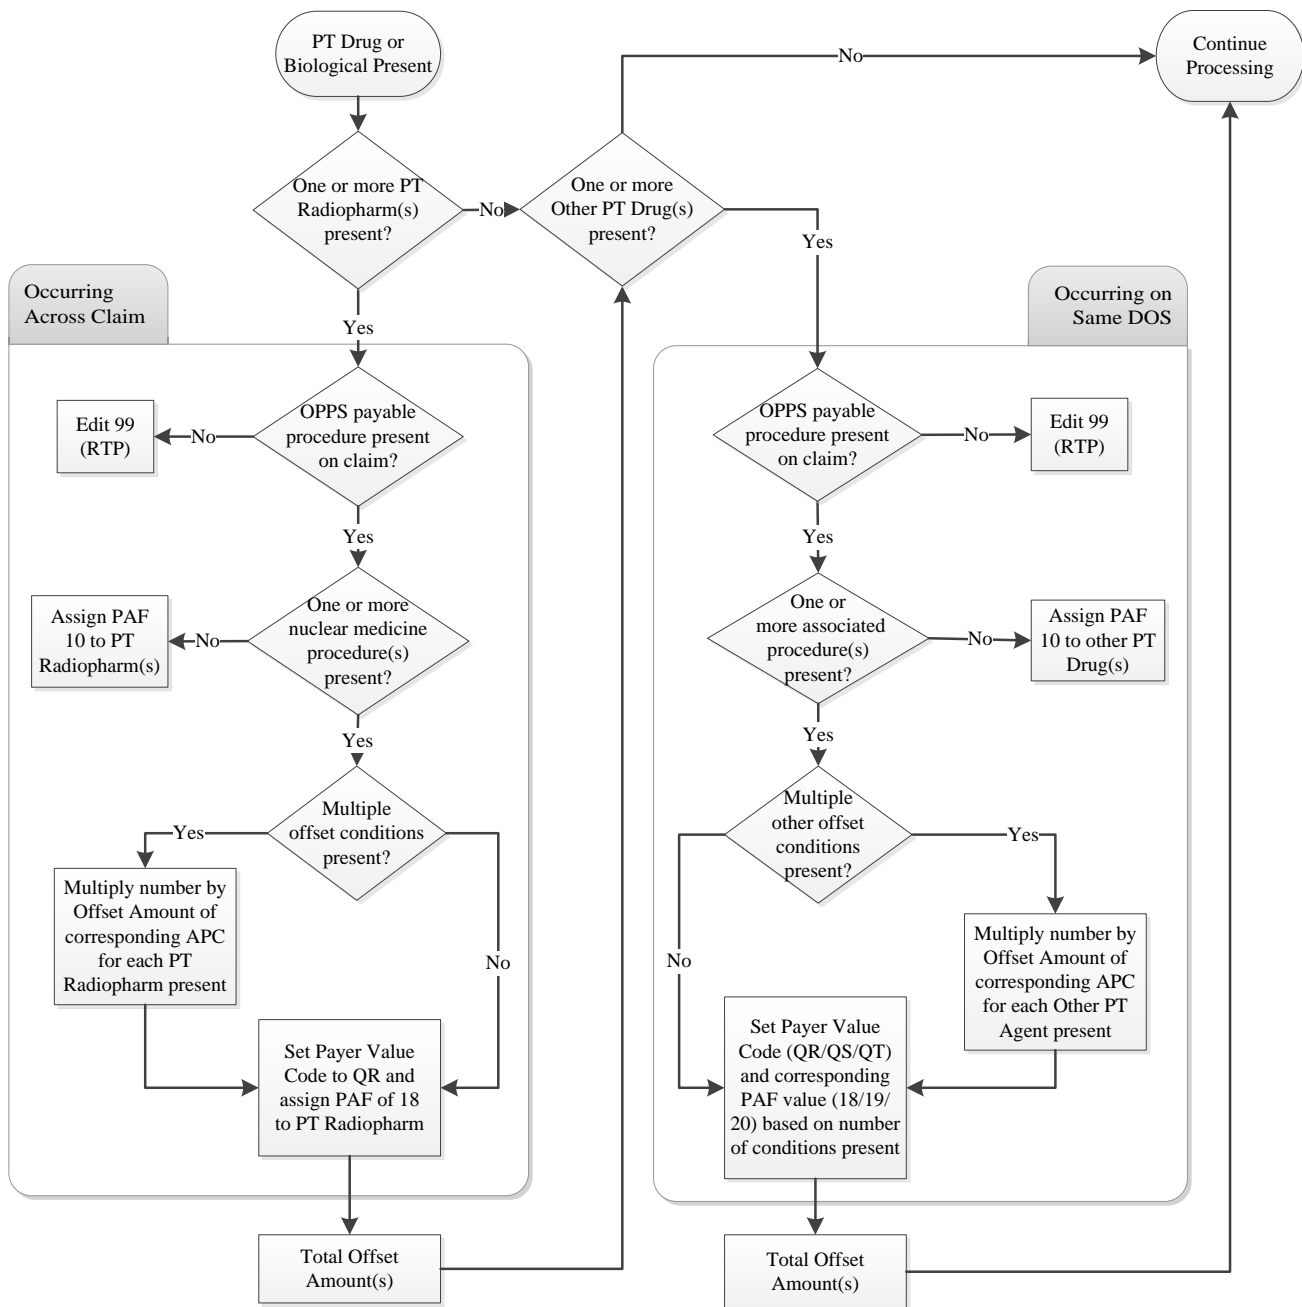 PT Drug or
Biological Present
No
Continue
Processing
One or more PT
Radiopharm(s)
present?
No
One or more
Other PT Drug(s)
present?
Yes
Occurring
Across Claim
Yes
Occurring on
Same DOS
Edit 99
(RTP)
No
OPPS payable
procedure present
on claim?
OPPS payable
procedure present
on claim?
No
Edit 99
(RTP)
Yes
Yes
Assign PAF
10 to PT
Radiopharm(s)
No
One or more
nuclear medicine
procedure(s)
present?
One or
more associated
procedure(s)
present?
No
Assign PAF
10 to other PT
Drug(s)
Yes
Yes
Yes
Multiple
offset conditions
present?
Multiple
other offset
conditions
present?
Yes
Multiply number by
Offset Amount of
corresponding APC
for each PT
Radiopharm present
No
No
Multiply number by
Offset Amount of
corresponding APC
for each Other PT
Agent present
Set Payer Value
Code to QR and
assign PAF of 18
to PT Radiopharm
Set Payer Value
Code (QR/QS/QT)
and corresponding
PAF value (18/19/
20) based on number
of conditions present
Total Offset
Amount(s)
Total Offset
Amount(s)